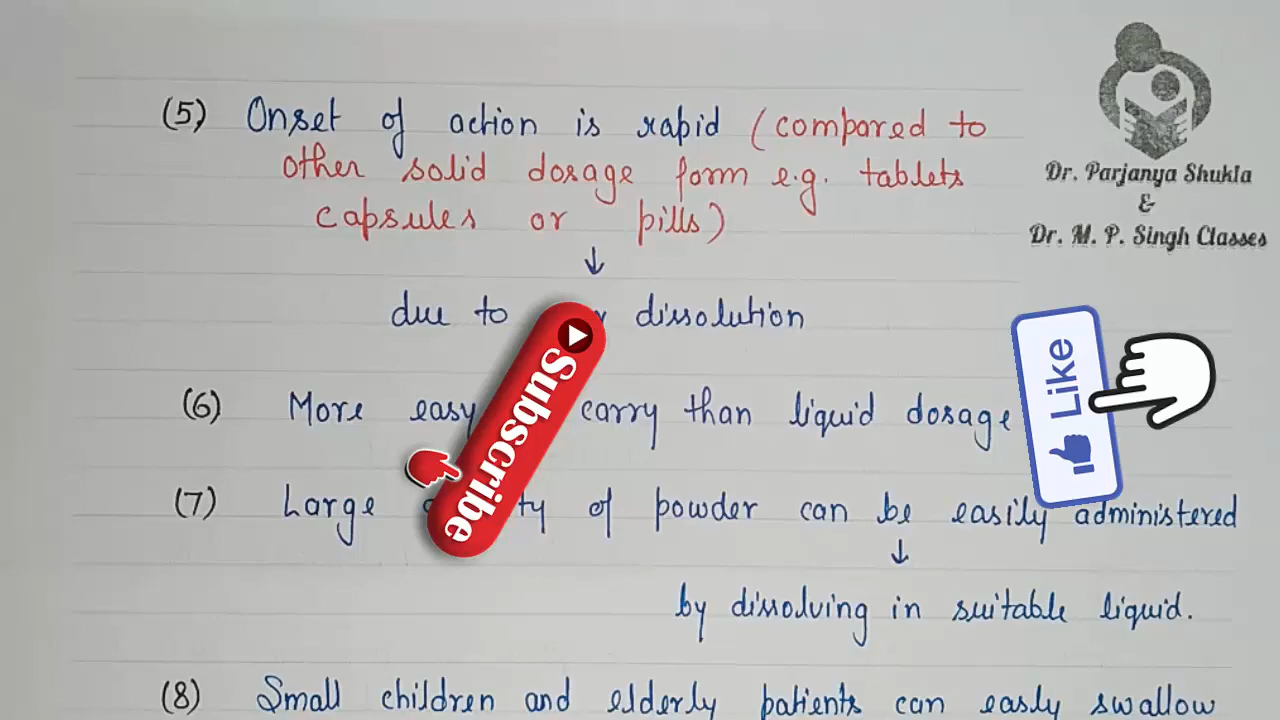 (5) Onset of action is rapid (compared to
other solid dosage form e.g. tablets
capsules or pills)
↓
due to dissolution
(6) More easy carry than liquid dosage
(7) Large of powder can be easily administered
↓
by dissolving in suitable liquid.
(8) Small children and elderly patients can easly swallow
Dr. Parjanya Shukla
&
Dr. M. P. Singh Classes
Subscribe
Like